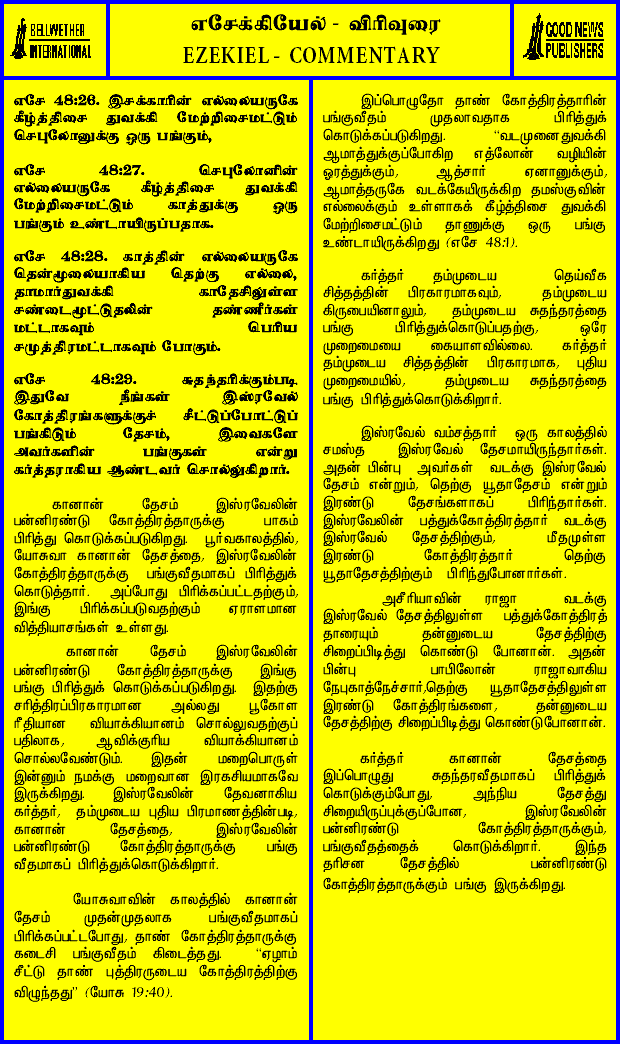 BELLWETHER
INTERNATIONAL
எசேக்கியேல் - விரிவுரை
EZEKIEL - COMMENTARY
GOOD NEWS
PUBLISHERS
எசே 48:26. இசக்காரின் எல்லையருகே
கீழ்த்திசை துவக்கி மேற்றிசைமட்டும்
செபுலோனுக்கு ஒரு பங்கும்,
எசே 48:27. செபுலோனின்
எல்லையருகே கீழ்த்திசை துவக்கி
மேற்றிசைமட்டும் காத்துக்கு ஒரு
பங்கும் உண்டாயிருப்பதாக.
எசே 48:28. காத்தின் எல்லையருகே
தென்மூலையாகிய தெற்கு எல்லை,
தாமார்துவக்கி காதேசிலுள்ள
சண்டைமூட்டுதலின் தண்ணீர்கள்
மட்டாகவும் பெரிய
சமுத்திரமட்டாகவும் போகும்.
எசே 48:29. சுதந்தரிக்கும்படி
இதுவே நீங்கள் இஸ்ரவேல்
கோத்திரங்களுக்குச் சீட்டுப்போட்டுப்
பங்கிடும் தேசம், இவைகளே
அவர்களின் பங்குகள் என்று
கர்த்தராகிய ஆண்டவர் சொல்லுகிறார்.
கானான் தேசம் இஸ்ரவேலின்
பன்னிரண்டு கோத்திரத்தாருக்கு பாகம்
பிரித்து கொடுக்கப்படுகிறது. பூர்வகாலத்தில்,
யோசுவா கானான் தேசத்தை, இஸ்ரவேலின்
கோத்திரத்தாருக்கு பங்குவீதமாகப் பிரித்துக்
கொடுத்தார். அப்போது பிரிக்கப்பட்டதற்கும்,
இங்கு பிரிக்கப்படுவதற்கும் ஏராளமான
வித்தியாசங்கள் உள்ளது.
கானான் தேசம் இஸ்ரவேலின்
பன்னிரண்டு கோத்திரத்தாருக்கு இங்கு
பங்கு பிரித்துக் கொடுக்கப்படுகிறது. இதற்கு
சரித்திரப்பிரகாரமான அல்லது பூகோள
ரீதியான வியாக்கியானம் சொல்லுவதற்குப்
பதிலாக, ஆவிக்குரிய வியாக்கியானம்
சொல்லவேண்டும். இதன் மறைபொருள்
இன்னும் நமக்கு மறைவான இரகசியமாகவே
இருக்கிறது. இஸ்ரவேலின் தேவனாகிய
கர்த்தர், தம்முடைய புதிய பிரமாணத்தின்படி,
கானான் தேசத்தை, இஸ்ரவேலின்
பன்னிரண்டு கோத்திரத்தாருக்கு பங்கு
வீதமாகப் பிரித்துக்கொடுக்கிறார்.
யோசுவாவின் காலத்தில் கானான்
தேசம் முதன்முதலாக பங்குவீதமாகப்
பிரிக்கப்பட்டபோது, தாண் கோத்திரத்தாருக்கு
கடைசி பங்குவீதம் கிடைத்தது. “ஏழாம்
சீட்டு தாண் புத்திரருடைய கோத்திரத்திற்கு
விழுந்தது” (யோசு 19:40).
இப்பொழுதோ தாண் கோத்திரத்தாரின்
பங்குவீதம் முதலாவதாக பிரித்துக்
கொடுக்கப்படுகிறது. “வடமுனைதுவக்கி
ஆமாத்துக்குப்போகிற எத்லோன் வழியின்
ஓரத்துக்கும், ஆத்சார் ஏனானுக்கும்,
ஆமாத்தருகே வடக்கேயிருக்கிற தமஸ்குவின்
எல்லைக்கும் உள்ளாகக் கீழ்த்திசை துவக்கி
மேற்றிசைமட்டும் தாணுக்கு ஒரு பங்கு
உண்டாயிருக்கிறது (எசே 48:1).
கர்த்தர் தம்முடைய தெய்வீக
சித்தத்தின் பிரகாரமாகவும், தம்முடைய
கிருபையினாலும், தம்முடைய சுதந்தரத்தை
பங்கு பிரித்துக்கொடுப்பதற்கு, ஒரே
முறைமையை கையாளவில்லை. கர்த்தர்
தம்முடைய சித்தத்தின் பிரகாரமாக, புதிய
முறைமையில், தம்முடைய சுதந்தரத்தை
பங்கு பிரித்துக்கொடுக்கிறார்.
இஸ்ரவேல் வம்சத்தார் ஒரு காலத்தில்
சமஸ்த இஸ்ரவேல் தேசமாயிருந்தார்கள்.
அதன் பின்பு அவர்கள் வடக்கு இஸ்ரவேல்
தேசம் என்றும், தெற்கு யூதாதேசம் என்றும்
இரண்டு தேசங்களாகப் பிரிந்தார்கள்.
இஸ்ரவேலின் பத்துக்கோத்திரத்தார் வடக்கு
இஸ்ரவேல் தேசத்திற்கும், மீதமுள்ள
இரண்டு கோத்திரத்தார் தெற்கு
யூதாதேசத்திற்கும் பிரிந்துபோனார்கள்.
அசீரியாவின் ராஜா வடக்கு
இஸ்ரவேல் தேசத்திலுள்ள பத்துக்கோத்திரத்
தாரையும் தன்னுடைய தேசத்திற்கு
சிறைப்பிடித்து கொண்டு போனான். அதன்
பின்பு பாபிலோன் ராஜாவாகிய
நேபுகாத்நேச்சார்,தெற்கு யூதாதேசத்திலுள்ள
இரண்டு கோத்திரங்களை, தன்னுடைய
தேசத்திற்கு சிறைப்பிடித்து கொண்டுபோனான்.
கர்த்தர் கானான் தேசத்தை
இப்பொழுது சுதந்தரவீதமாகப் பிரித்துக்
கொடுக்கும்போது, அந்நிய தேசத்து
சிறையிருப்புக்குப்போன, இஸ்ரவேலின்
பன்னிரண்டு கோத்திரத்தாருக்கும்,
பங்குவீதத்தைக் கொடுக்கிறார். இந்த
தரிசன தேசத்தில் பன்னிரண்டு
கோத்திரத்தாருக்கும் பங்கு இருக்கிறது.